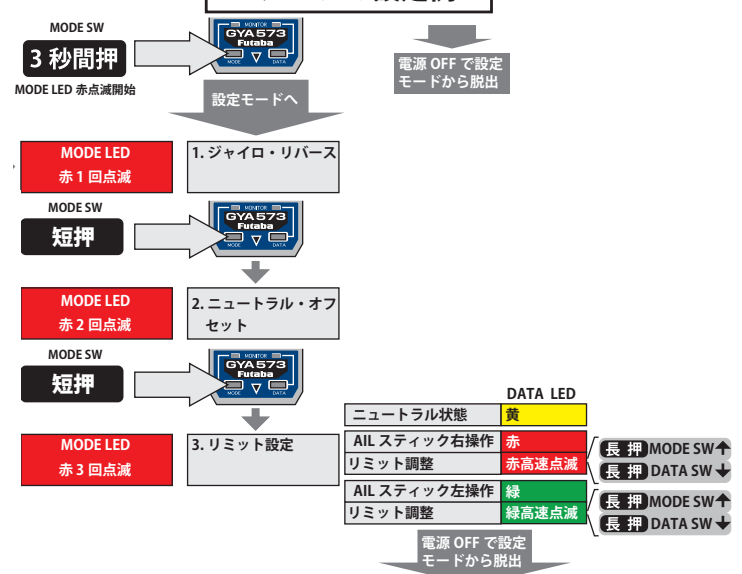 MODE SW
3 秒間押
MODE LED 赤点滅開始
MONITOR
GYA573
Futaba
MODE DATA
電源 OFF で設定
モードから脱出
設定モードへ
MODE LED
赤 1 回点滅
1. ジャイロ・リバース
MODE SW
短押
MONITOR
GYA573
Futaba
MODE DATA
MODE LED
赤 2 回点滅
2. ニュートラル・オフ
セット
MODE SW
短押
MONITOR
GYA573
Futaba
MODE DATA
MODE LED
赤 3 回点滅
3. リミット設定
DATA LED
ニュートラル状態 黄
AIL スティック右操作 赤
リミット調整 赤高速点滅
長 押 MODE SW↑
長 押 DATA SW↓
AIL スティック左操作 緑
リミット調整 緑高速点滅
長 押 MODE SW↑
長 押 DATA SW↓
電源 OFF で設定
モードから脱出